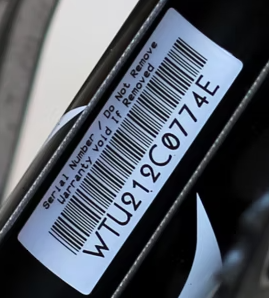 Serial Number / Do Not Remove
Warranty Void if Removed
WTU212C0774E